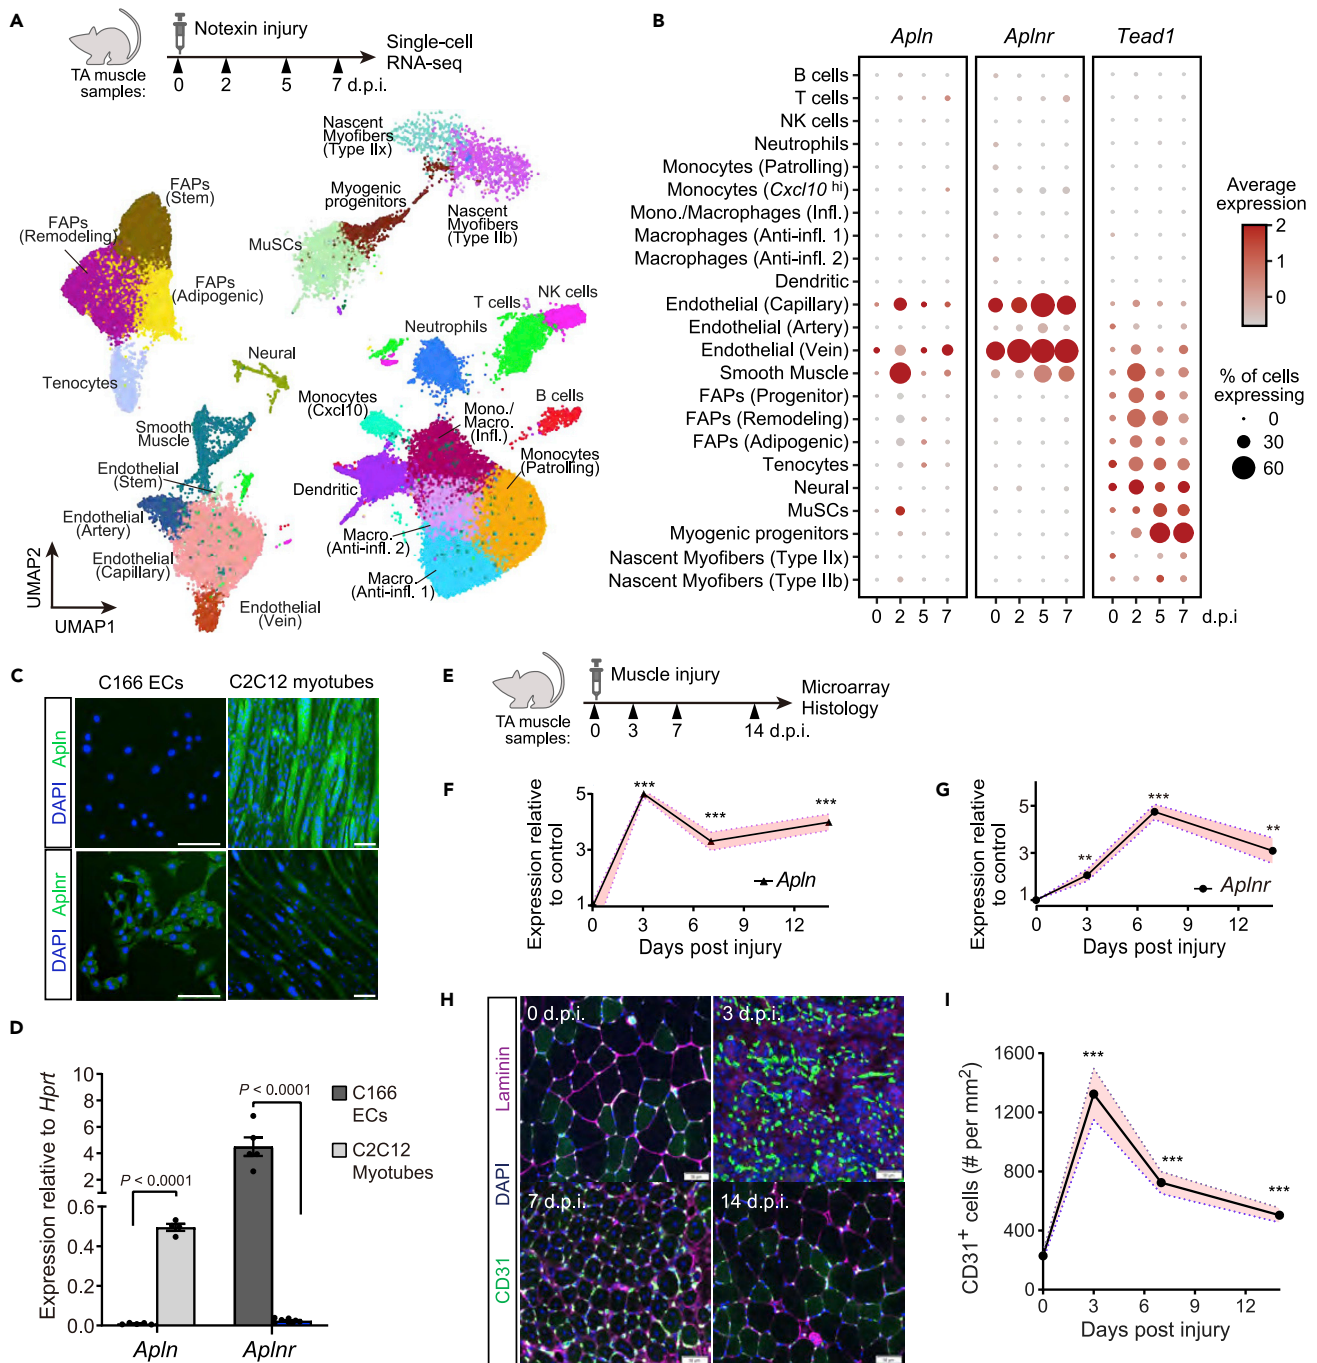 A
Notexin injury
Single-cell
RNA-seq
TA muscle
samples:
0 2 5 7 d.p.i.
Nascent
Myofibers
(Type IIx)
FAPs
(Stem)
Myogenic
progenitors
FAPs
(Remodeling)
Nascent
Myofibers
(Type IIb)
MuSCs
FAPs
(Adipogenic)
T cells
NK cells
Neutrophils
Neural
Tenocytes
Monocytes
(Cxcl10)
Mono./
Macro.
(Infl.)
B cells
Smooth
Muscle
Monocytes
(Patrolling)
Endothelial
(Stem)
Dendritic
Endothelial
(Artery)
Macro.
(Anti-infl. 2)
Endothelial
(Capillary)
Macro.
(Anti-infl. 1)
Endothelial
(Vein)
UMAP2
UMAP1
B
Apln Aplnr Tead1
B cells
T cells
NK cells
Neutrophils
Monocytes (Patrolling)
Monocytes (Cxcl10 hi)
Mono./Macrophages (Infl.)
Macrophages (Anti-infl. 1)
Macrophages (Anti-infl. 2)
Dendritic
Endothelial (Capillary)
Endothelial (Artery)
Endothelial (Vein)
Smooth Muscle
FAPs (Progenitor)
FAPs (Remodeling)
FAPs (Adipogenic)
Tenocytes
Neural
MuSCs
Myogenic progenitors
Nascent Myofibers (Type IIx)
Nascent Myofibers (Type IIb)
0 2 5 7 0 2 5 7 0 2 5 7 d.p.i
Average
expression
2
1
0
% of cells
expressing
0
30
60
C
C166 ECs C2C12 myotubes
DAPI Apln
DAPI Aplnr
D
Expression relative to Hprt
10
8
6
4
2
0.6
0.4
0.2
0.0
P < 0.0001
P < 0.0001
C166
ECs
C2C12
Myotubes
Apln Aplnr
E
Muscle injury
Microarray
Histology
TA muscle
samples:
0 3 7 14 d.p.i.
F
Expression relative
to control
5
3
1
***
***
***
Apln
0 3 6 9 12
Days post injury
G
Expression relative
to control
5
3
1
**
***
**
Aplnr
0 3 6 9 12
Days post injury
H
CD31 DAPI Laminin
0 d.p.i.
3 d.p.i.
7 d.p.i.
14 d.p.i.
I
CD31+ cells (# per mm2)
1600
1200
800
400
0
***
***
***
0 3 6 9 12
Days post injury